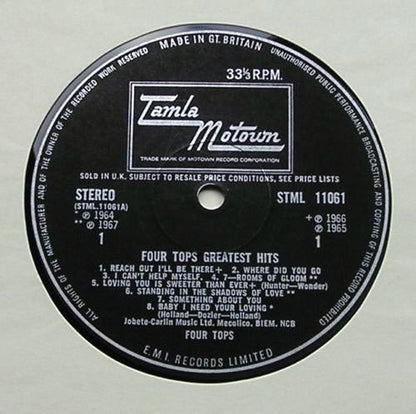 MADE IN GT. BRITAIN
ALL RIGHTS OF THE MANUFACTURER AND OF THE OWNER OF THE RECORDED WORK RESERVED
UNAUTHORISED PUBLIC PERFORMANCE BROADCASTING AND COPYING OF THIS RECORD PROHIBITED
33⅓ R.P.M.
Tamla
Motown
TRADE MARK OF MOTOWN RECORD CORPORATION
SOLD IN U.K. SUBJECT TO RESALE PRICE CONDITIONS, SEE PRICE LISTS
STEREO STML 11061
(STML.11061A)
* ℗ 1964 + ℗ 1966
** ℗ 1967 ℗ 1965
1 1
FOUR TOPS GREATEST HITS
1. REACH OUT I'LL BE THERE+ 2. WHERE DID YOU GO
3. I CAN'T HELP MYSELF. 4. 7—ROOMS OF GLOOM**
5. LOVING YOU IS SWEETER THAN EVER+ (Hunter—Wonder)
6. STANDING IN THE SHADOWS OF LOVE**
7. SOMETHING ABOUT YOU
8. BABY I NEED YOUR LOVING*
(Holland—Dozier—Holland)
Jobete-Carlin Music Ltd. Mecolico. BIEM. NCB
FOUR TOPS
E.M.I. RECORDS LIMITED